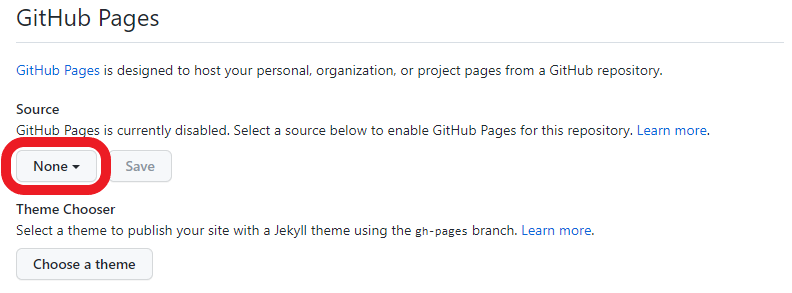 GitHub Pages
GitHub Pages is designed to host your personal, organization, or project pages from a GitHub repository.
Source
GitHub Pages is currently disabled. Select a source below to enable GitHub Pages for this repository. Learn more.
None Save
Theme Chooser
Select a theme to publish your site with a Jekyll theme using the gh-pages branch. Learn more.
Choose a theme